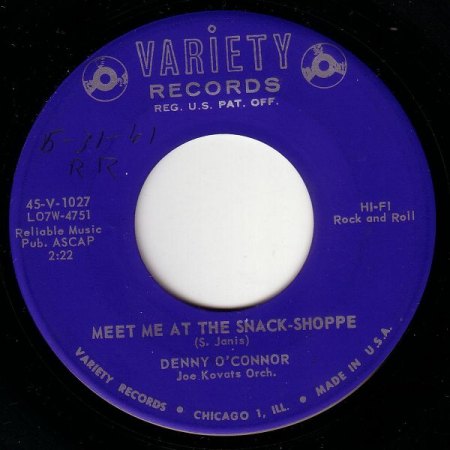 VARIETY
RECORDS
REG. U.S. PAT. OFF.
45-V-1027
L07W-4751
Reliable Music
Pub. ASCAP
2:22
HI-FI
Rock and Roll
MEET ME AT THE SNACK-SHOPPE
(S. Janis)
DENNY O'CONNOR
Joe Kovats Orch.
VARIETY RECORDS • CHICAGO 1, ILL. • MADE IN U.S.A.